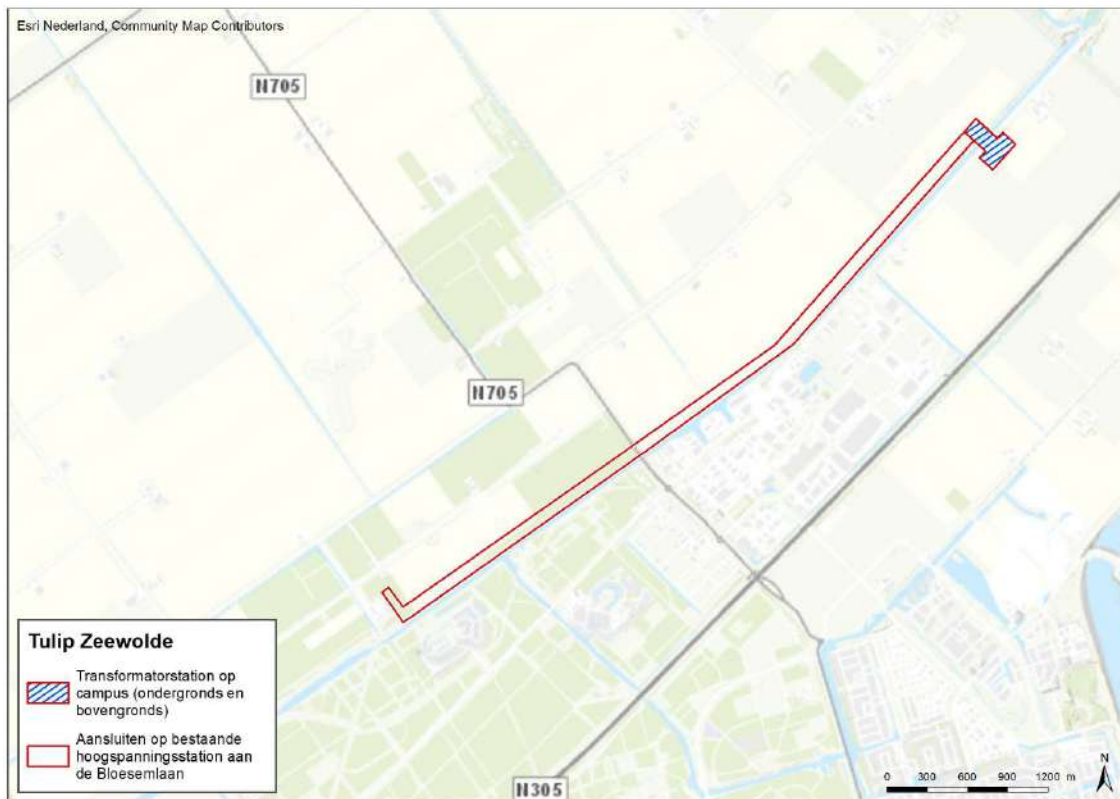 Esri Nederland, Community Map Contributors
N705
N705
Tulip Zeewolde
Transformatorstation op
campus (ondergronds en
bovengronds)
Aansluiten op bestaande
hoogspanningsstation aan
de Bloesemlaan
N305
0 300 600 900 1200 m
N